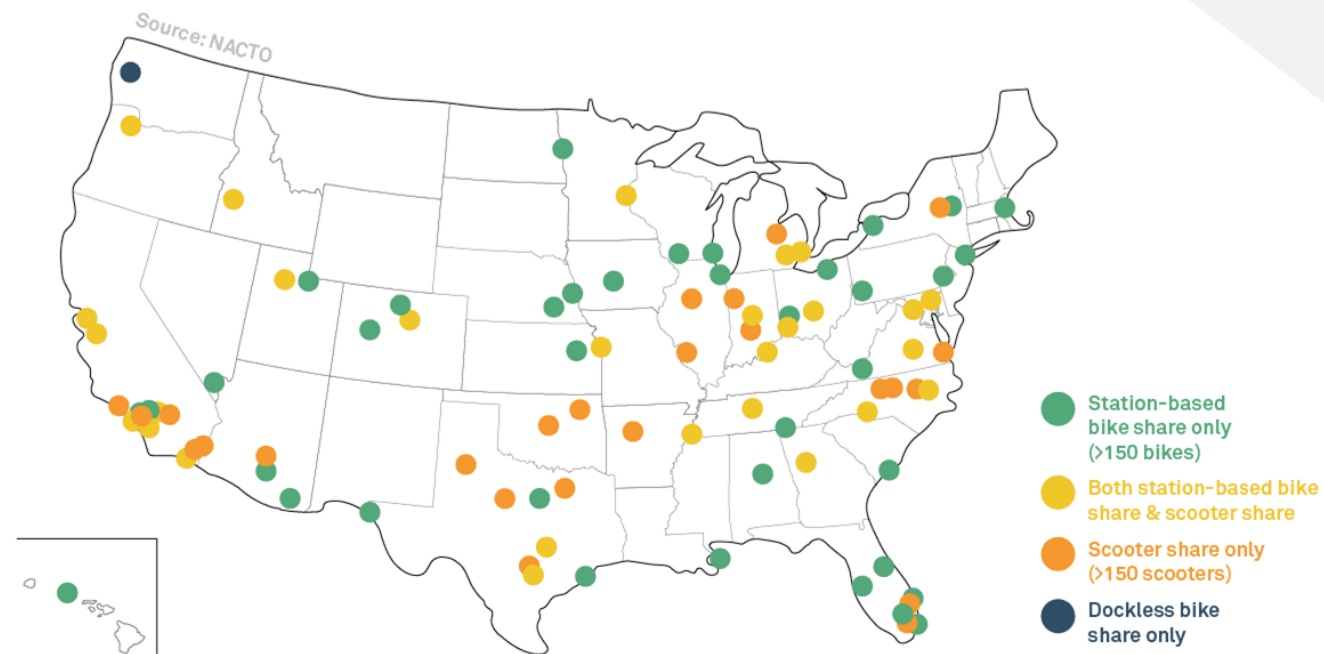 Source: NACTO
Station-based
bike share only
(>150 bikes)
Both station-based bike
share & scooter share
Scooter share only
(>150 scooters)
Dockless bike
share only